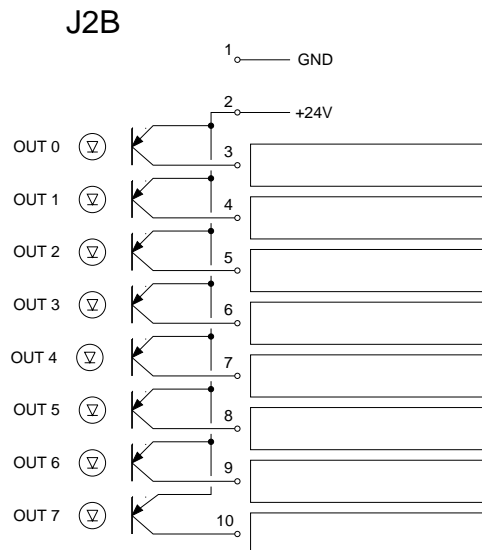 J2B
1 GND
2 +24V
OUT 0 3
OUT 1 4
OUT 2 5
OUT 3 6
OUT 4 7
OUT 5 8
OUT 6 9
OUT 7 10